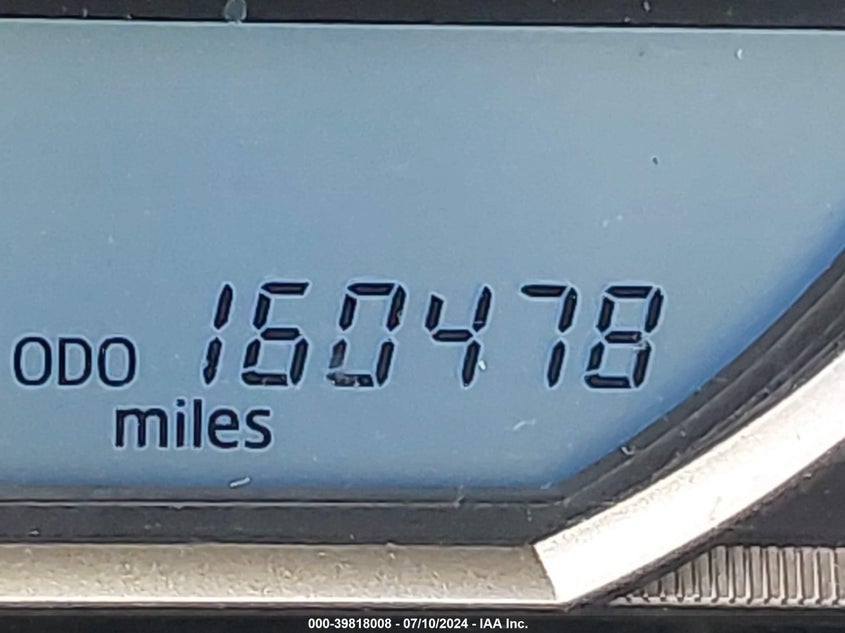 ODO 160478
miles
000-39818008 - 07/10/2024 - IAA Inc.